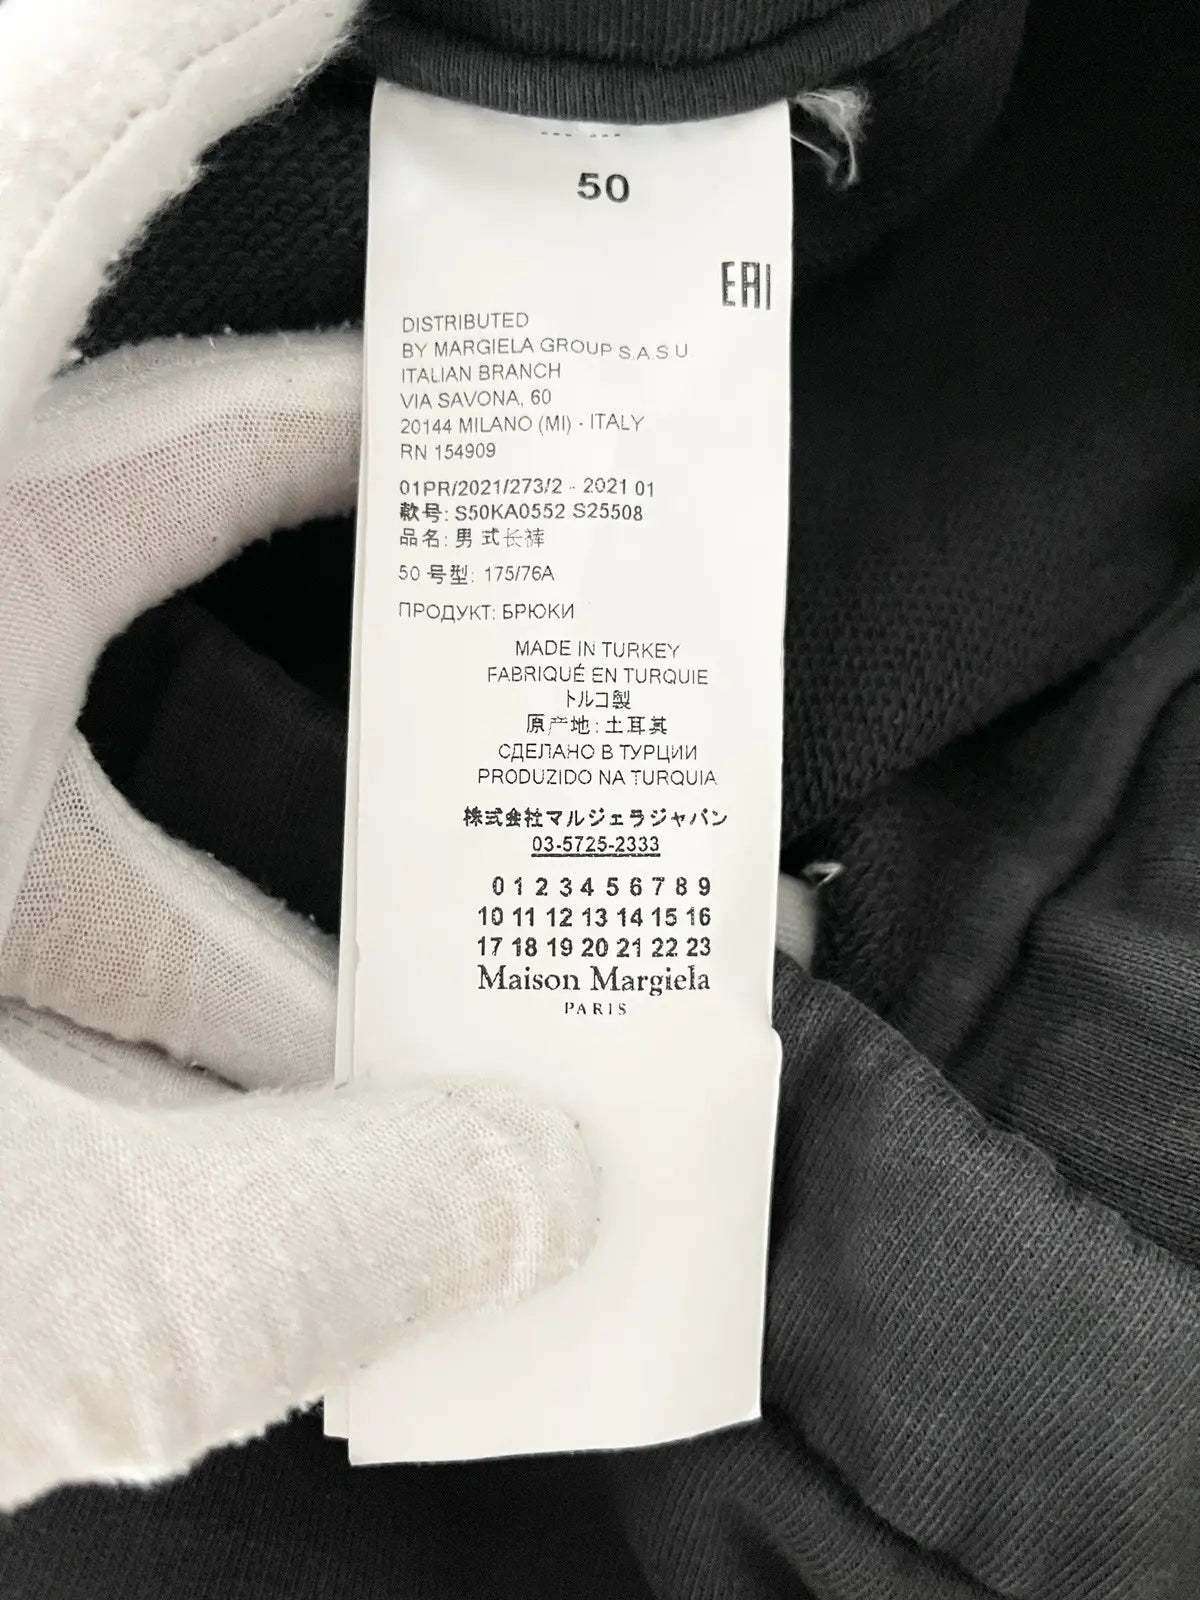 50
EAC
DISTRIBUTED
BY MARGIELA GROUP S.A.S.U.
ITALIAN BRANCH
VIA SAVONA, 60
20144 MILANO (MI) - ITALY
RN 154909
01PR/2021/273/2 - 2021 01
款号: S50KA0552 S25508
品名: 男式长裤
50 号型: 175/76A
ПРОДУКТ: БРЮКИ
MADE IN TURKEY
FABRIQUÉ EN TURQUIE
トルコ製
原产地: 土耳其
СДЕЛАНО В ТУРЦИИ
PRODUZIDO NA TURQUIA
株式会社マルジェラジャパン
03-5725-2333
0 1 2 3 4 5 6 7 8 9
10 11 12 13 14 15 16
17 18 19 20 21 22 23
Maison Margiela
PARIS